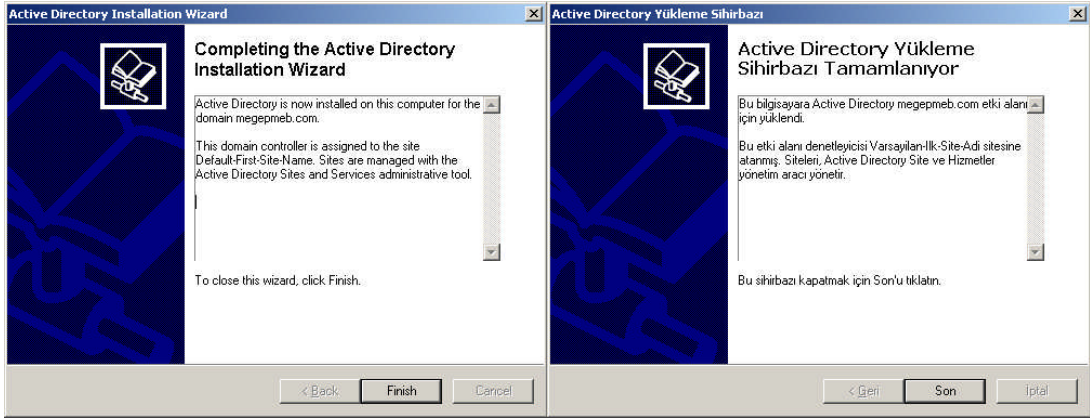 Active Directory Installation Wizard
Completing the Active Directory
Installation Wizard
Active Directory is now installed on this computer for the
domain megepmeb.com.
This domain controller is assigned to the site
Default-First-Site-Name. Sites are managed with the
Active Directory Sites and Services administrative tool.
To close this wizard, click Finish.
< Back
Finish
Cancel
Active Directory Yükleme Sihirbazı
Active Directory Yükleme
Sihirbazı Tamamlanıyor
Bu bilgisayara Active Directory megepmeb.com etki alanı
için yüklendi.
Bu etki alanı denetleyicisi Varsayilan-Ilk-Site-Adi sitesine
atanmış. Siteleri, Active Directory Site ve Hizmetler
yönetim aracı yönetir.
Bu sihirbazı kapatmak için Son'u tıklatın.
< Geri
Son
İptal